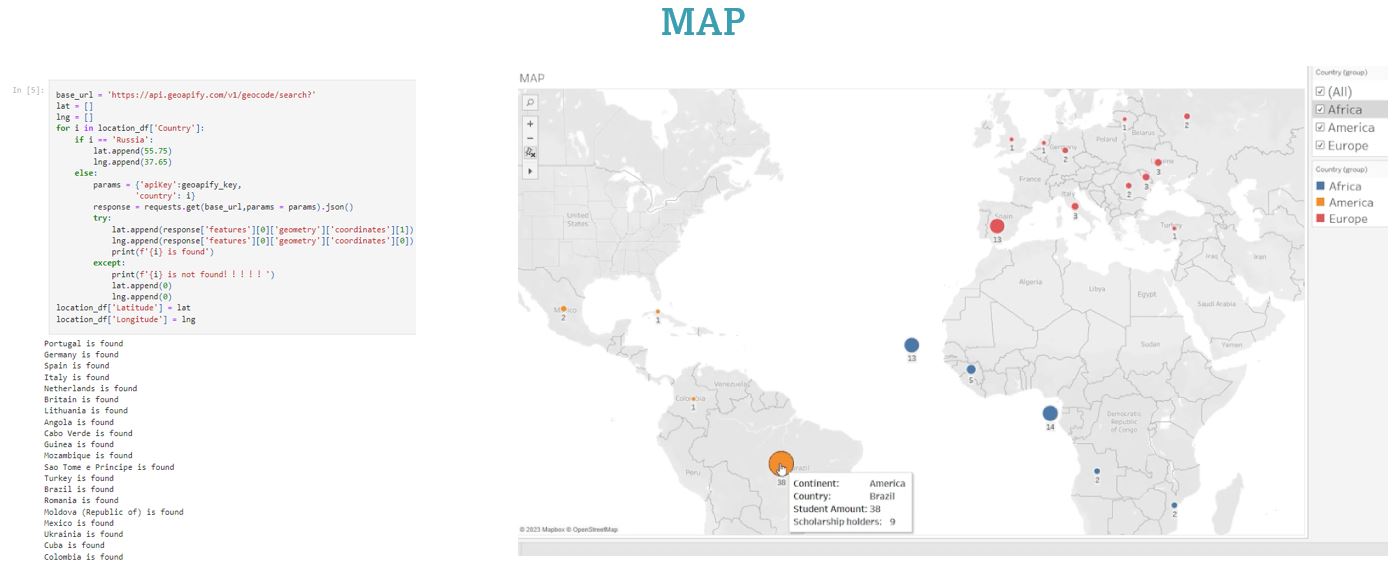 MAP
In [5]:
base_url = 'https://api.geoapify.com/v1/geocode/search?'
lat = []
lng = []
for i in location_df['Country']:
    if i == 'Russia':
        lat.append(55.75)
        lng.append(37.65)
    else:
        params = {'apiKey':geoapify_key,
                  'country': i}
        response = requests.get(base_url,params = params).json()
        try:
            lat.append(response['features'][0]['geometry']['coordinates'][1])
            lng.append(response['features'][0]['geometry']['coordinates'][0])
            print(f'{i} is found')
        except:
            print(f'{i} is not found! ! ! ! ! ')
            lat.append(0)
            lng.append(0)
location_df['Latitude'] = lat
location_df['Longitude'] = lng
Portugal is found
Germany is found
Spain is found
Italy is found
Netherlands is found
Britain is found
Lithuania is found
Angola is found
Cabo Verde is found
Guinea is found
Mozambique is found
Sao Tome e Principe is found
Turkey is found
Brazil is found
Romania is found
Moldova (Republic of) is found
Mexico is found
Ukrainia is found
Cuba is found
Colombia is found
MAP
+
−
1
Belarus
2
1
1
Germany
2
Poland
3
France
3
2
Italy
3
Spain
13
Turkey
1
United
States
Iraq
Iran
Algeria
Libya
Egypt
Saudi Arabia
Mexico
2
1
13
5
Sudan
Yemen
Venezuela
Colombia
1
14
Democratic
Republic
of Congo
Peru
38
Brazil
2
2
Continent: America
Country: Brazil
Student Amount: 38
Scholarship holders: 9
© 2023 Mapbox © OpenStreetMap
Country (group)
(All)
Africa
America
Europe
Country (group)
Africa
America
Europe